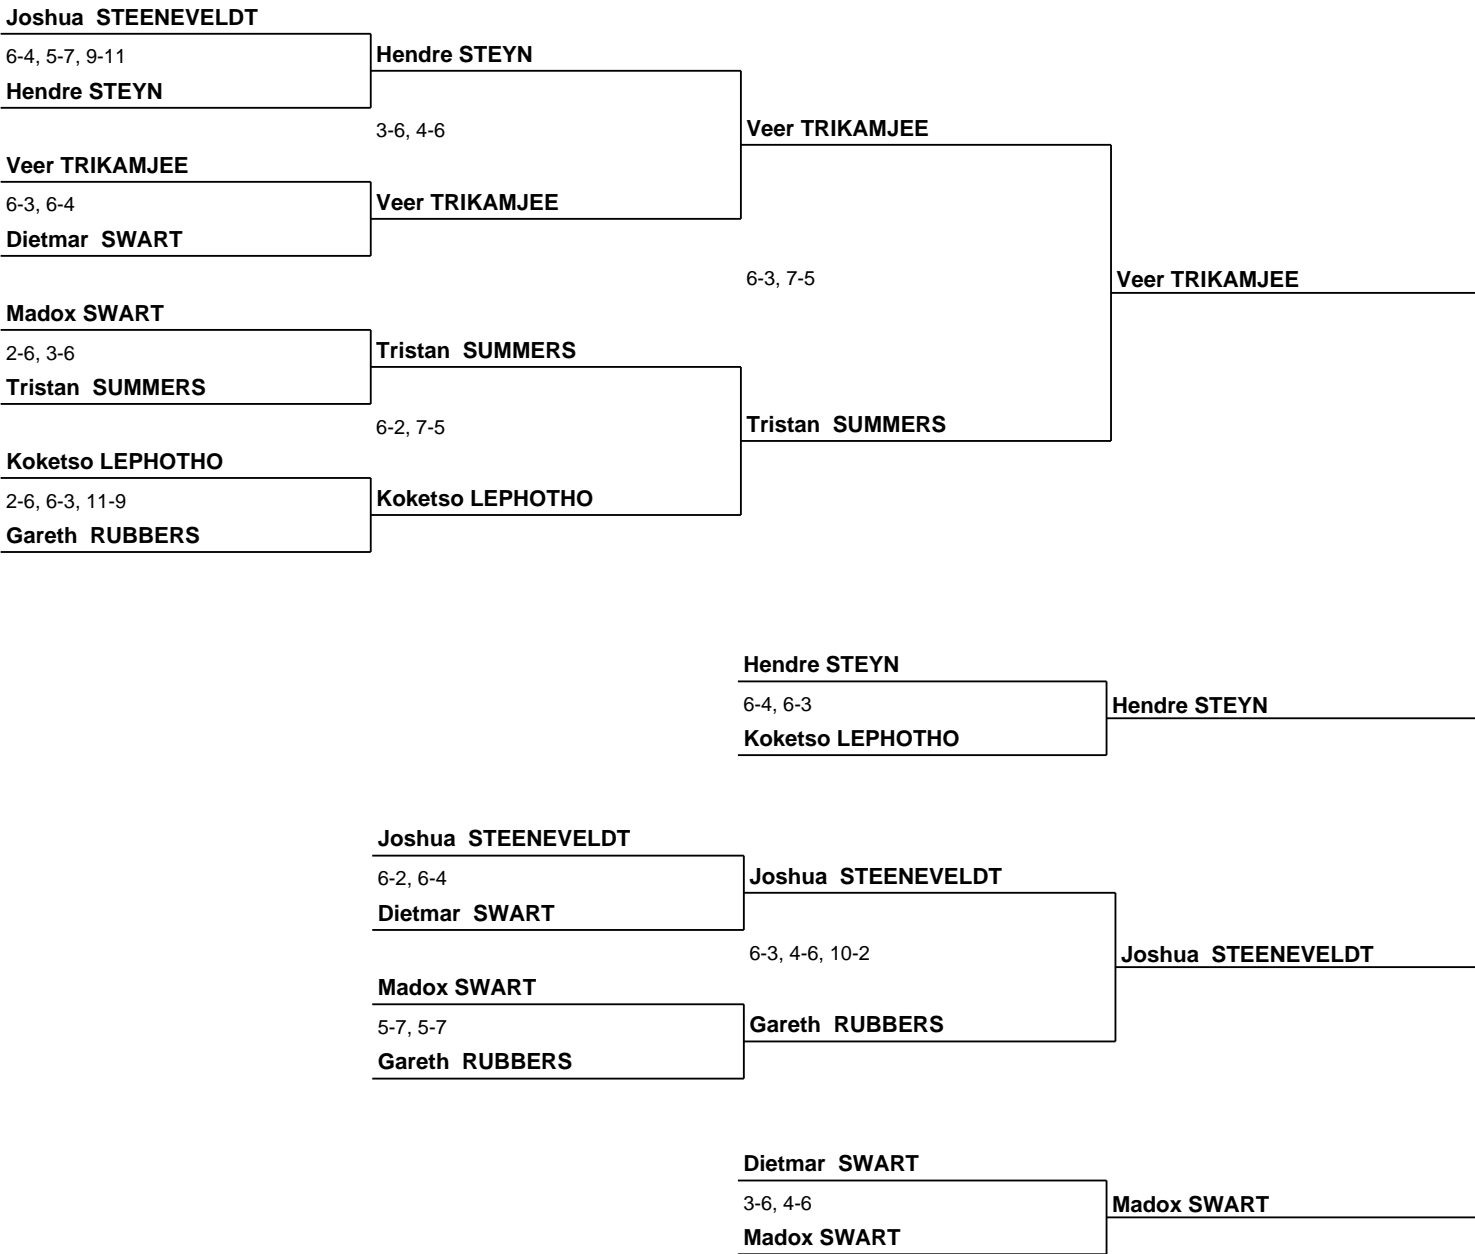 Joshua  STEENEVELDT
6-4, 5-7, 9-11
Hendre STEYN
Hendre STEYN
3-6, 4-6
Veer TRIKAMJEE
Veer TRIKAMJEE
6-3, 6-4
Veer TRIKAMJEE
Dietmar  SWART
6-3, 7-5
Veer TRIKAMJEE
Madox SWART
2-6, 3-6
Tristan  SUMMERS
Tristan  SUMMERS
6-2, 7-5
Tristan  SUMMERS
Koketso LEPHOTHO
2-6, 6-3, 11-9
Koketso LEPHOTHO
Gareth  RUBBERS
Hendre STEYN
6-4, 6-3
Hendre STEYN
Koketso LEPHOTHO
Joshua  STEENEVELDT
6-2, 6-4
Joshua  STEENEVELDT
Dietmar  SWART
6-3, 4-6, 10-2
Joshua  STEENEVELDT
Madox SWART
5-7, 5-7
Gareth  RUBBERS
Gareth  RUBBERS
Dietmar  SWART
3-6, 4-6
Madox SWART
Madox SWART